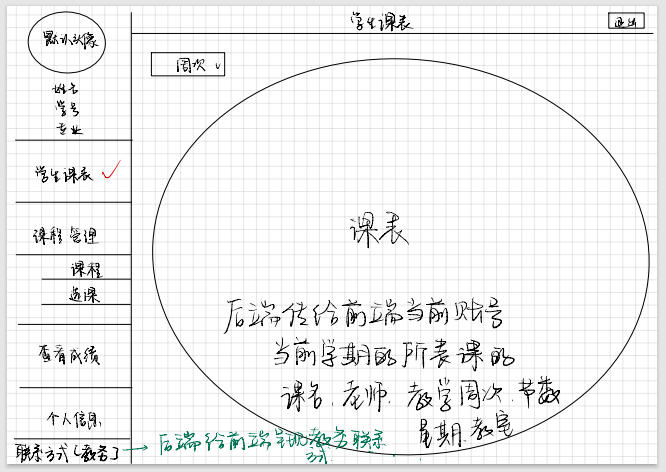 学生课表
退出
默认头像
姓名
学号
专业
周次
学生课表
课程管理
课程
选课
查看成绩
个人信息
联系方式(教务)
课表
后端传给前端当前账号
当前学期的所表课的
课名、老师、教学周次、节数
星期、教室
后端给前端 教务联系
方式